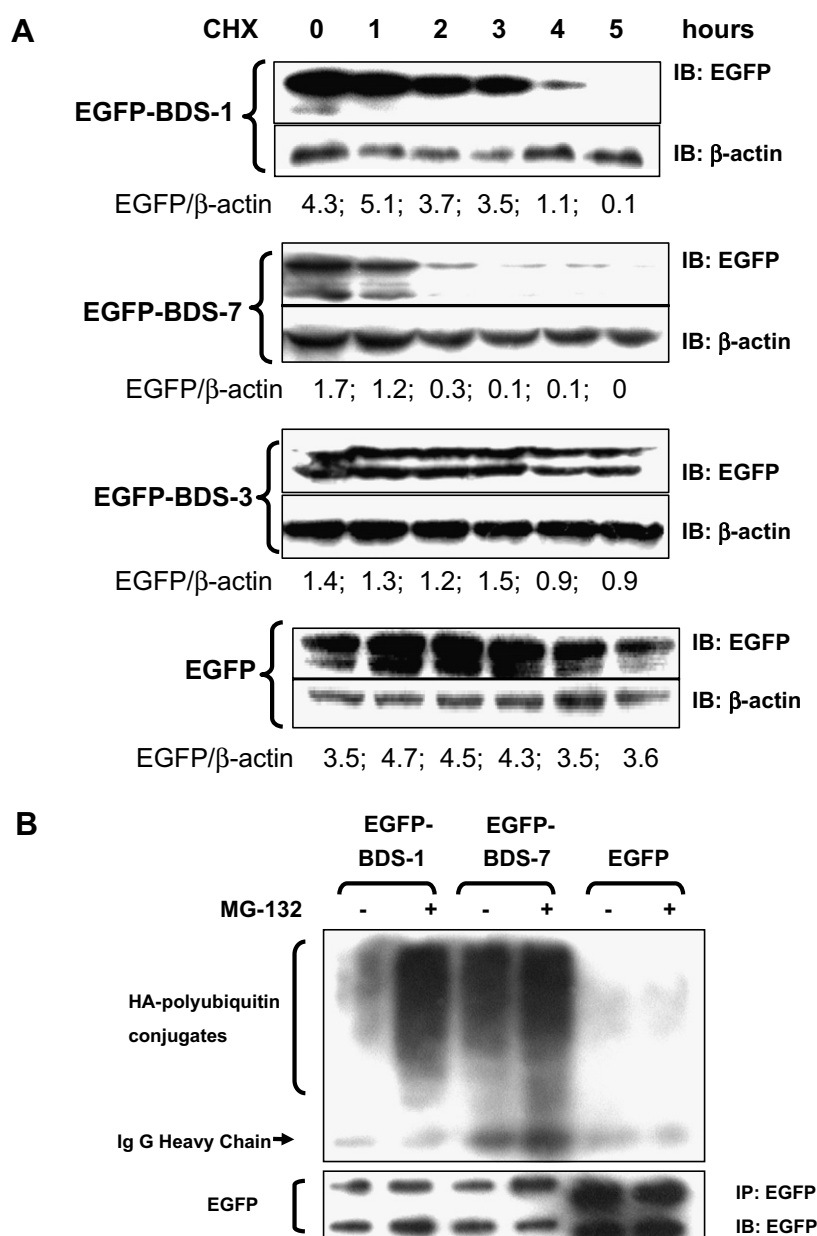 A
CHX 0 1 2 3 4 5 hours
IB: EGFP
EGFP-BDS-1
IB: β-actin
EGFP/β-actin 4.3; 5.1; 3.7; 3.5; 1.1; 0.1
IB: EGFP
EGFP-BDS-7
IB: β-actin
EGFP/β-actin 1.7; 1.2; 0.3; 0.1; 0.1; 0
IB: EGFP
EGFP-BDS-3
IB: β-actin
EGFP/β-actin 1.4; 1.3; 1.2; 1.5; 0.9; 0.9
IB: EGFP
EGFP
IB: β-actin
EGFP/β-actin 3.5; 4.7; 4.5; 4.3; 3.5; 3.6
B
EGFP- EGFP-
BDS-1 BDS-7 EGFP
MG-132 - + - + - +
HA-polyubiquitin
conjugates
Ig G Heavy Chain
IP: EGFP
EGFP
IB: EGFP